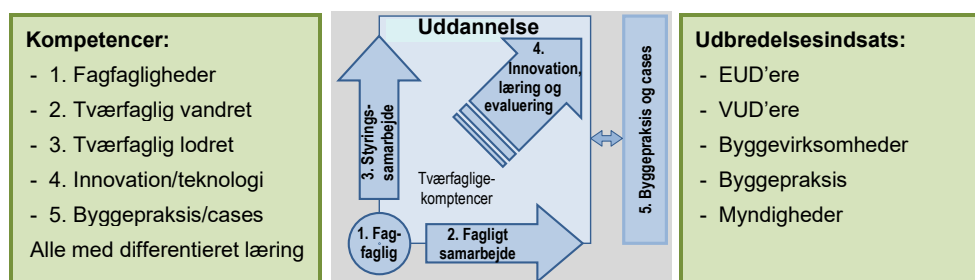 Kompetencer:
- 1. Fagfagligheder
- 2. Tværfaglig vandret
- 3. Tværfaglig lodret
- 4. Innovation/teknologi
- 5. Byggepraksis/cases
Alle med differentieret læring
Uddannelse
3. Styrings-
samarbejde
4.
Innovation,
læring og
evaluering
Tværfaglige-
komptencer
1. Fag-
faglig
2. Fagligt
samarbejde
5. Byggepraksis og cases
Udbredelsesindsats:
- EUD’ere
- VUD’ere
- Byggevirksomheder
- Byggepraksis
- Myndigheder